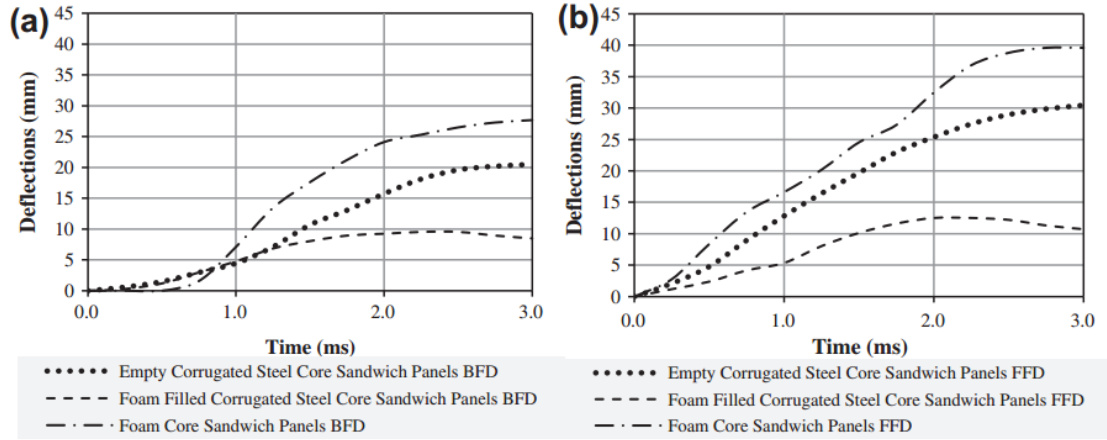 (a)
45
40
35
30
25
20
15
10
5
0
Deflections (mm)
0.0 1.0 2.0 3.0
Time (ms)
Empty Corrugated Steel Core Sandwich Panels BFD
Foam Filled Corrugated Steel Core Sandwich Panels BFD
Foam Core Sandwich Panels BFD
(b)
45
40
35
30
25
20
15
10
5
0
Deflections (mm)
0.0 1.0 2.0 3.0
Time (ms)
Empty Corrugated Steel Core Sandwich Panels FFD
Foam Filled Corrugated Steel Core Sandwich Panels FFD
Foam Core Sandwich Panels FFD